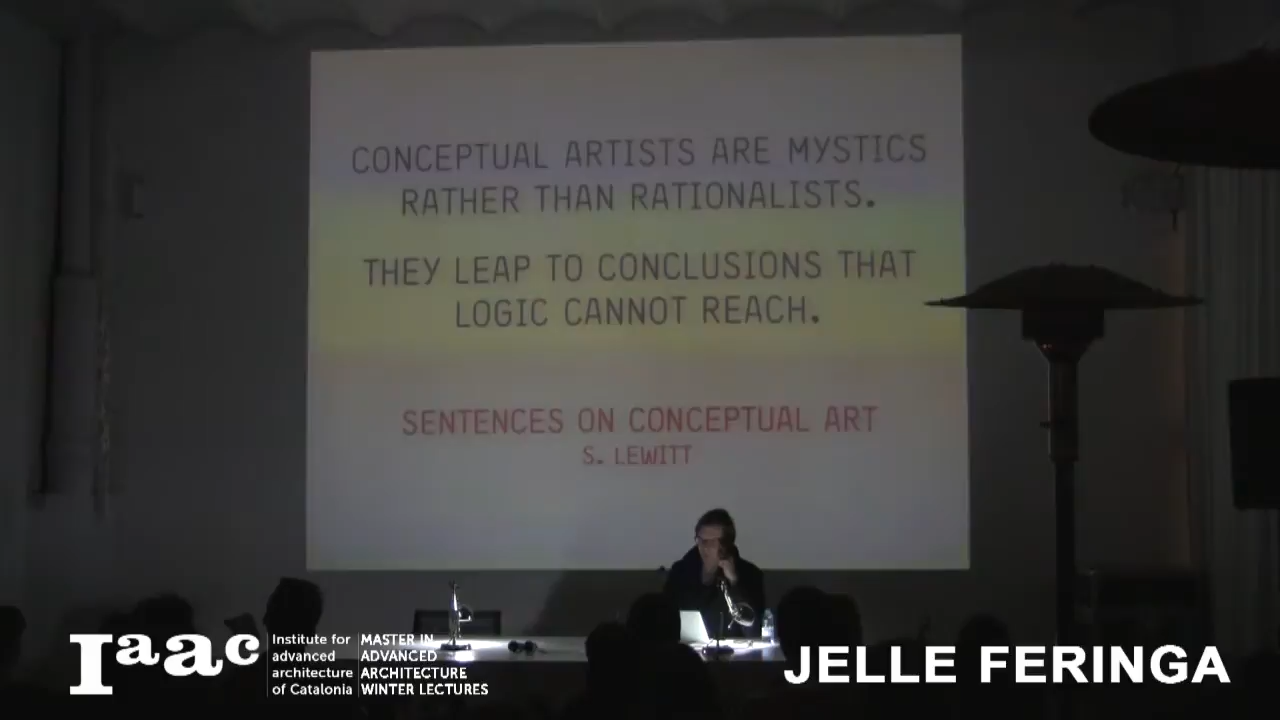 CONCEPTUAL ARTISTS ARE MYSTICS
RATHER THAN RATIONALISTS.
THEY LEAP TO CONCLUSIONS THAT
LOGIC CANNOT REACH.
SENTENCES ON CONCEPTUAL ART
S. LEWITT
Iaac
Institute for
advanced
architecture
of Catalonia
MASTER IN
ADVANCED
ARCHITECTURE
WINTER LECTURES
JELLE FERINGA